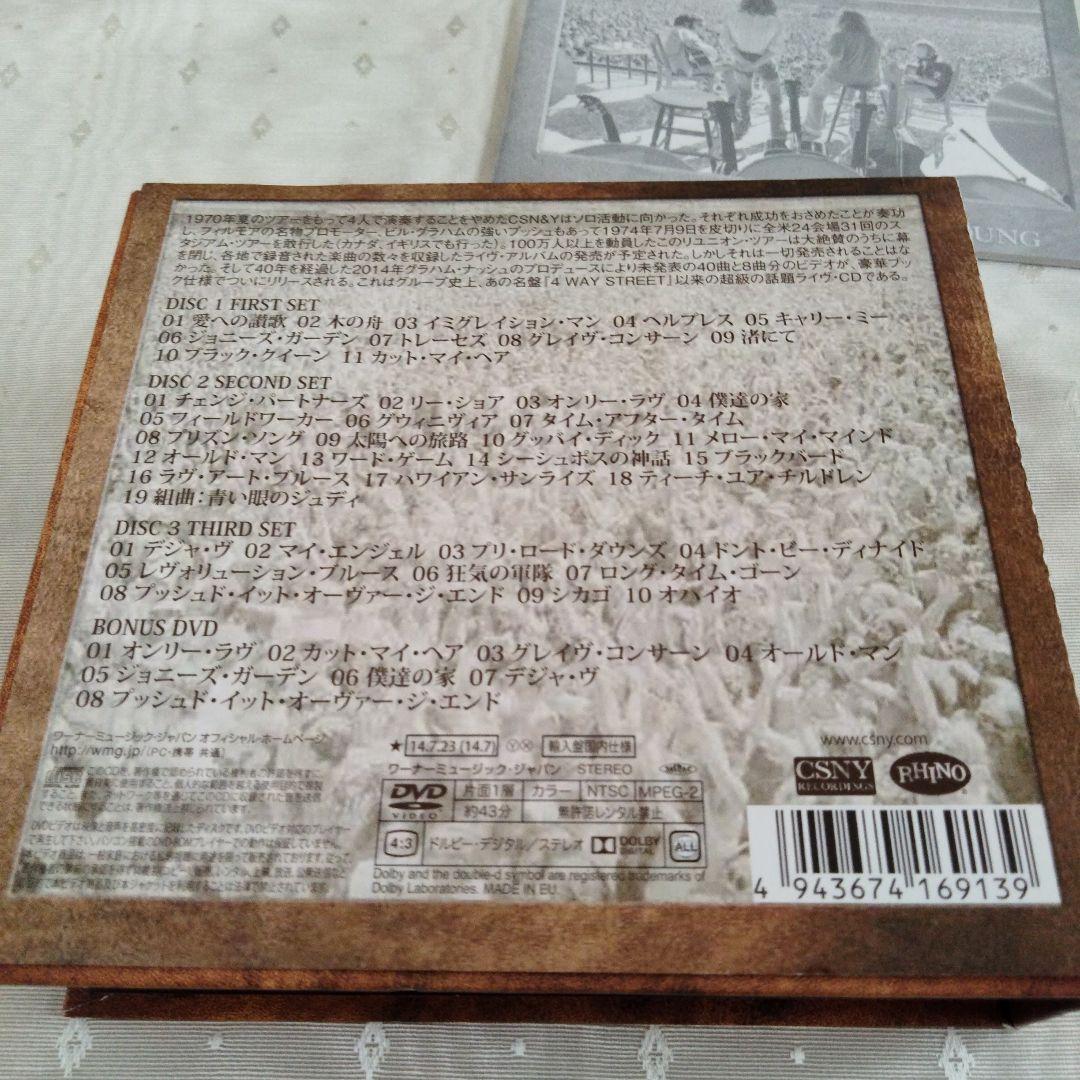 UNG
1970年夏のツアーをもって4人で演奏することをやめたCSN&Yはソロ活動に向かった。それぞれ成功をおさめたことが奏功
し、フィルモアの名物プロモーター、ビル・グラハムの強いプッシュもあって1974年7月9日を皮切りに全米24会場31回のス
タジアム・ツアーを敢行した(カナダ、イギリスでも行った)。100万人以上を動員したこのリユニオン・ツアーは大絶賛のうちに幕
を閉じ、各地で録音された楽曲の数々を収録したライヴ・アルバムの発売が予定された。しかしそれは一切発売されることはな
かった。そして40年を経過した2014年グラハム・ナッシュのプロデュースにより未発表の40曲と8曲分のビデオが、豪華ブッ
ク仕様でついにリリースされる。これはグループ史上、あの名盤『4 WAY STREET』以来の超級の話題ライヴ・CDである。
DISC 1 FIRST SET
01 愛への讃歌 02 木の舟 03 イミグレイション・マン 04 ヘルプレス 05 キャリー・ミー
06 ジョニーズ・ガーデン 07 トレーセズ 08 グレイヴ・コンサーン 09 渚にて
10 ブラック・クイーン 11 カット・マイ・ヘア
DISC 2 SECOND SET
01 チェンジ・パートナーズ 02 リー・ショア 03 オンリー・ラヴ 04 僕達の家
05 フィールドワーカー 06 グウィニヴィア 07 タイム・アフター・タイム
08 プリズン・ソング 09 太陽への旅路 10 グッバイ・ディック 11 メロー・マイ・マインド
12 オールド・マン 13 ワード・ゲーム 14 シーシュポスの神話 15 ブラックバード
16 ラヴ・アート・ブルース 17 ハワイアン・サンライズ 18 ティーチ・ユア・チルドレン
19 組曲:青い眼のジュディ
DISC 3 THIRD SET
01 デジャ・ヴ 02 マイ・エンジェル 03 プリ・ロード・ダウンズ 04 ドント・ビー・ディナイド
05 レヴォリューション・ブルース 06 狂気の軍隊 07 ロング・タイム・ゴーン
08 プッシュド・イット・オーヴァー・ジ・エンド 09 シカゴ 10 オハイオ
BONUS DVD
01 オンリー・ラヴ 02 カット・マイ・ヘア 03 グレイヴ・コンサーン 04 オールド・マン
05 ジョニーズ・ガーデン 06 僕達の家 07 デジャ・ヴ
08 プッシュド・イット・オーヴァー・ジ・エンド
ワーナーミュージック・ジャパン オフィシャル・ホームページ
http://wmg.jp/(PC・携帯 共通)
★14.7.23(14.7) YX 輸入盤国内仕様
ワーナーミュージック・ジャパン STEREO
DVD VIDEO 片面1層 カラー NTSC MPEG-2
約43分 無許諾レンタル禁止
4:3 ドルビー・デジタル/ステレオ DOLBY DIGITAL ALL
Dolby and the double-d symbol are registered trademarks of
Dolby Laboratories. MADE IN EU
www.csny.com
CSNY RECORDINGS RHINO
4 943674 169139